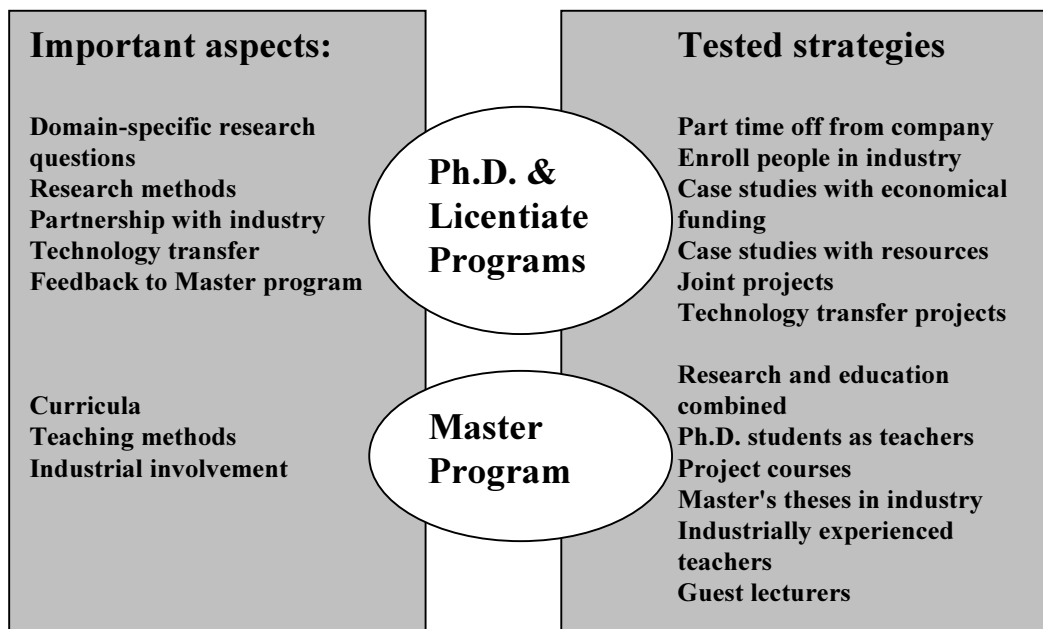 Important aspects:
Domain-specific research
questions
Research methods
Partnership with industry
Technology transfer
Feedback to Master program
Curricula
Teaching methods
Industrial involvement
Ph.D. &
Licentiate
Programs
Master
Program
Tested strategies
Part time off from company
Enroll people in industry
Case studies with economical
funding
Case studies with resources
Joint projects
Technology transfer projects
Research and education
combined
Ph.D. students as teachers
Project courses
Master's theses in industry
Industrially experienced
teachers
Guest lecturers